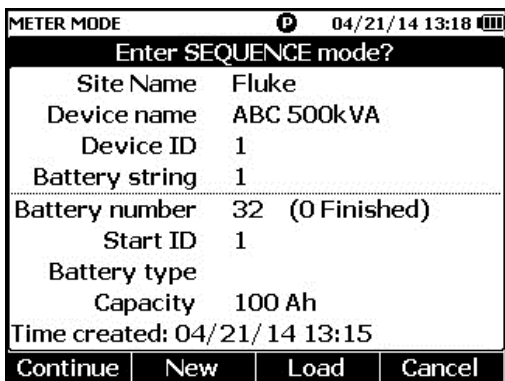 METER MODE P 04/21/14 13:18
Enter SEQUENCE mode?
Site Name Fluke
Device name ABC 500kVA
Device ID 1
Battery string 1
Battery number 32 (0 Finished)
Start ID 1
Battery type
Capacity 100 Ah
Time created: 04/21/14 13:15
Continue New Load Cancel